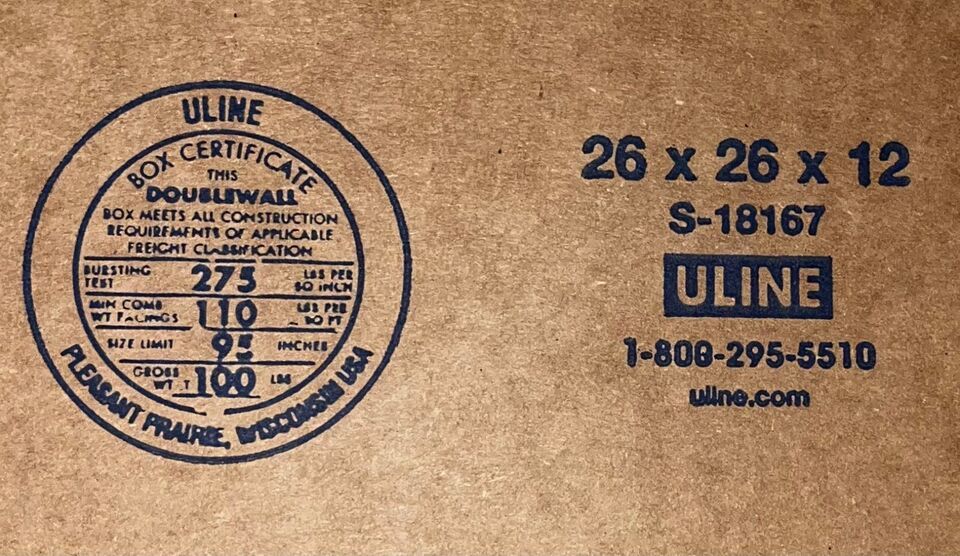 ULINE
BOX CERTIFICATE
THIS
DOUBLEWALL
BOX MEETS ALL CONSTRUCTION
REQUIREMENTS OF APPLICABLE
FREIGHT CLASSIFICATION
BURSTING TEST 275 LBS PER SQ INCH
MIN COMB WT FACINGS 110 LBS PER SQ FT
SIZE LIMIT 95 INCHES
GROSS WT LT 100 LBS
PLEASANT PRAIRIE, WISCONSIN USA
26 x 26 x 12
S-18167
ULINE
1-800-295-5510
uline.com